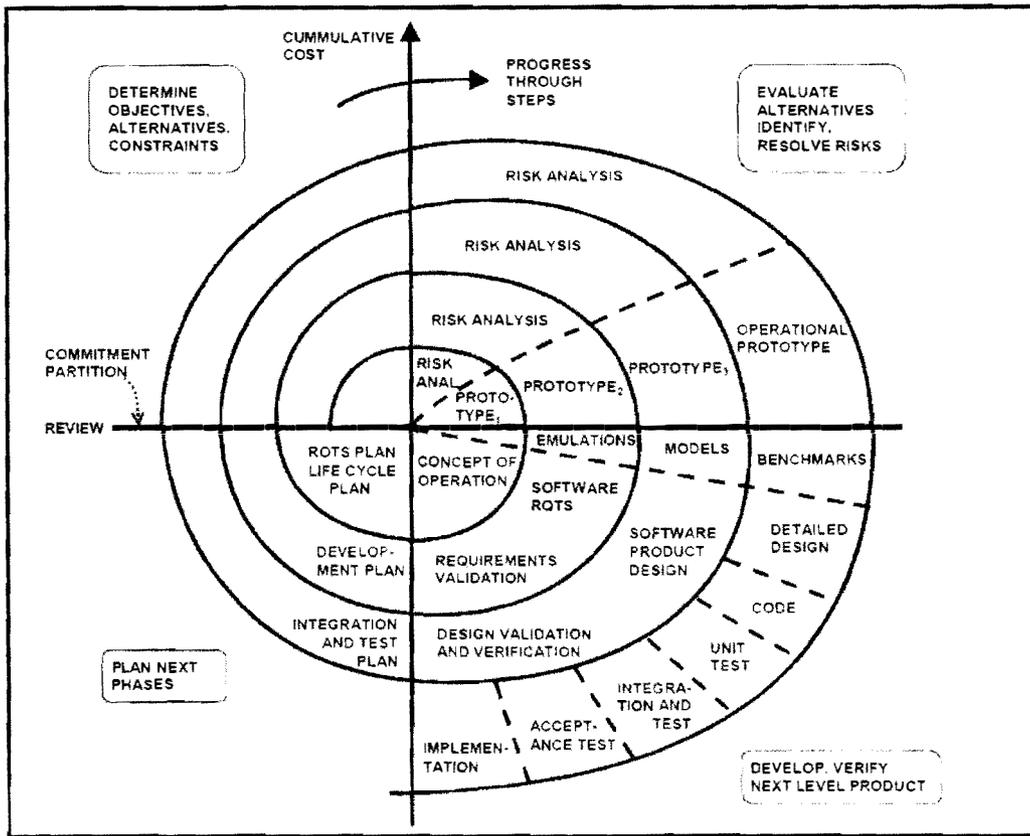 CUMMULATIVE
COST
PROGRESS
THROUGH
STEPS
DETERMINE
OBJECTIVES,
ALTERNATIVES,
CONSTRAINTS
EVALUATE
ALTERNATIVES
IDENTIFY,
RESOLVE RISKS
RISK ANALYSIS
RISK ANALYSIS
RISK ANALYSIS
RISK
ANAL.
PROTO-
TYPE1
PROTOTYPE2
PROTOTYPE3
OPERATIONAL
PROTOTYPE
COMMITMENT
PARTITION
REVIEW
ROTS PLAN
LIFE CYCLE
PLAN
CONCEPT OF
OPERATION
EMULATIONS
MODELS
BENCHMARKS
SOFTWARE
RQTS
SOFTWARE
PRODUCT
DESIGN
DETAILED
DESIGN
DEVELOP-
MENT PLAN
REQUIREMENTS
VALIDATION
CODE
INTEGRATION
AND TEST
PLAN
DESIGN VALIDATION
AND VERIFICATION
UNIT
TEST
INTEGRA-
TION AND
TEST
ACCEPT-
ANCE TEST
IMPLEMEN-
TATION
PLAN NEXT
PHASES
DEVELOP, VERIFY
NEXT LEVEL PRODUCT